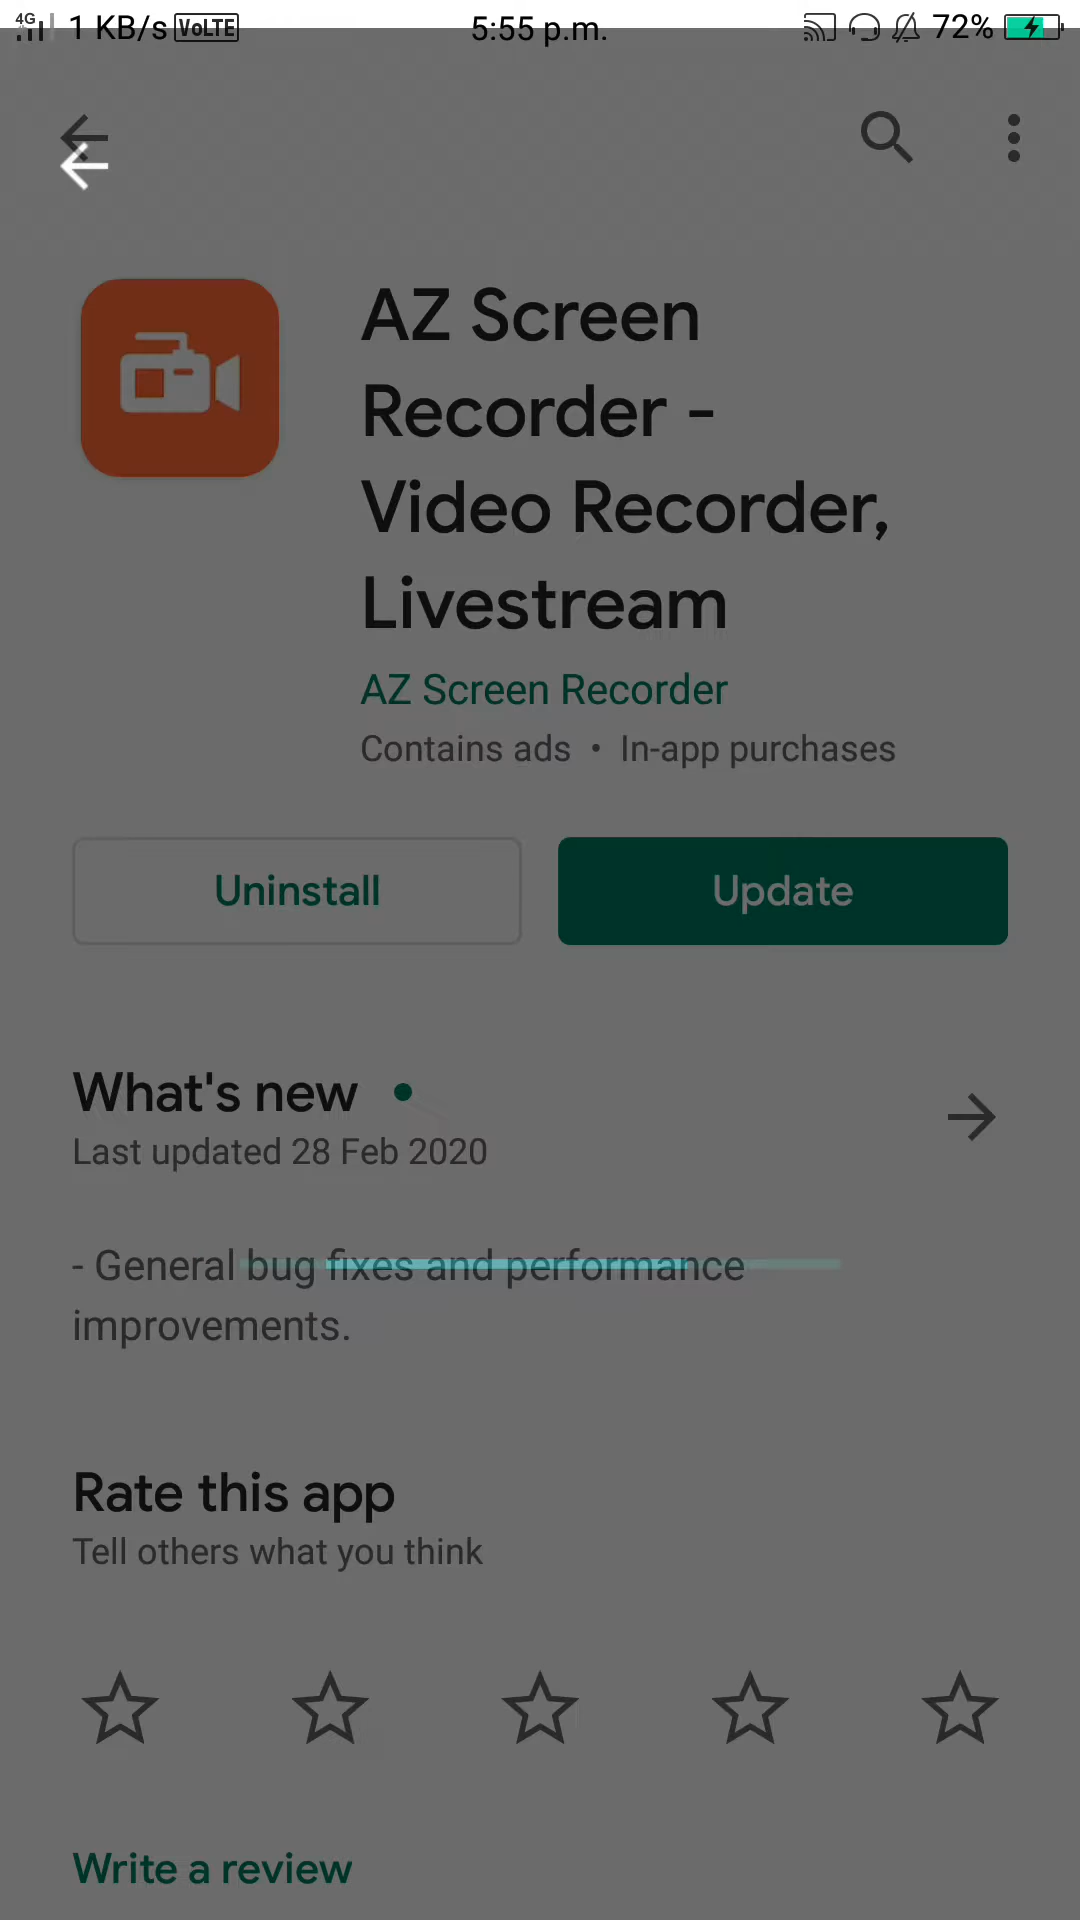 4G 1 KB/s VoLTE 5:55 p.m. 72%
AZ Screen
Recorder -
Video Recorder,
Livestream
AZ Screen Recorder
Contains ads • In-app purchases
Uninstall Update
What's new
Last updated 28 Feb 2020
- General bug fixes and performance
improvements.
Rate this app
Tell others what you think
Write a review